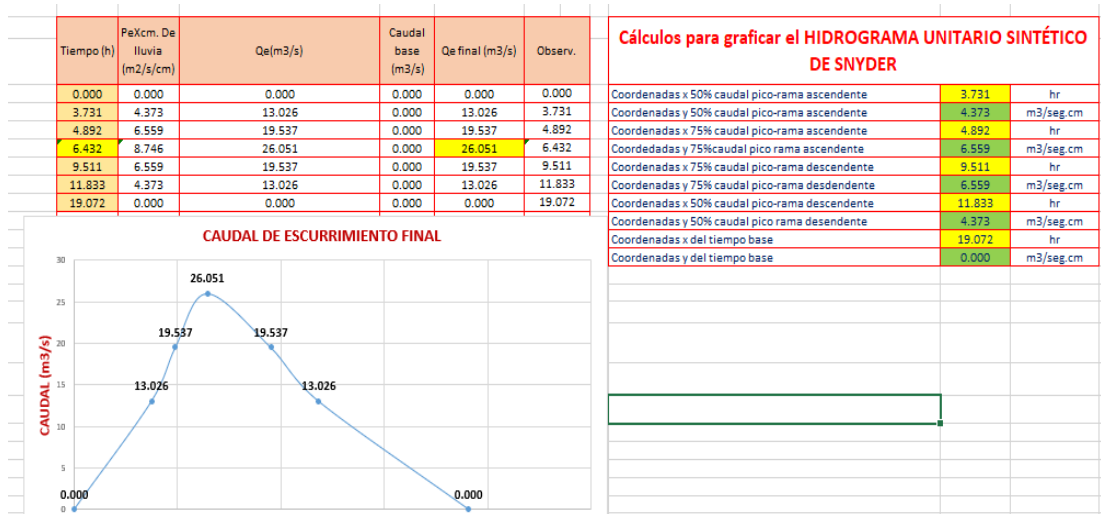 Tiempo (h) PeXcm. De lluvia (m2/s/cm) Qe(m3/s) Caudal base (m3/s) Qe final (m3/s) Observ.
0.000 0.000 0.000 0.000 0.000 0.000
3.731 4.373 13.026 0.000 13.026 3.731
4.892 6.559 19.537 0.000 19.537 4.892
6.432 8.746 26.051 0.000 26.051 6.432
9.511 6.559 19.537 0.000 19.537 9.511
11.833 4.373 13.026 0.000 13.026 11.833
19.072 0.000 0.000 0.000 0.000 19.072
Cálculos para graficar el HIDROGRAMA UNITARIO SINTÉTICO
DE SNYDER
Coordenadas x 50% caudal pico-rama ascendente 3.731 hr
Coordenadas y 50% caudal pico-rama ascendente 4.373 m3/seg.cm
Coordenadas x 75% caudal pico-rama ascendente 4.892 hr
Coordedadas y 75%caudal pico rama ascendente 6.559 m3/seg.cm
Coordenadas x 75% caudal pico-rama descendente 9.511 hr
Coordenadas y 75% caudal pico-rama desdendente 6.559 m3/seg.cm
Coordenadas x 50% caudal pico-rama descendente 11.833 hr
Coordenadas y 50% caudal pico rama desendente 4.373 m3/seg.cm
Coordenadas x del tiempo base 19.072 hr
Coordenadas y del tiempo base 0.000 m3/seg.cm
CAUDAL DE ESCURRIMIENTO FINAL
CAUDAL (m3/s)
30
25
20
15
10
5
0
0.000
13.026
19.537
26.051
19.537
13.026
0.000